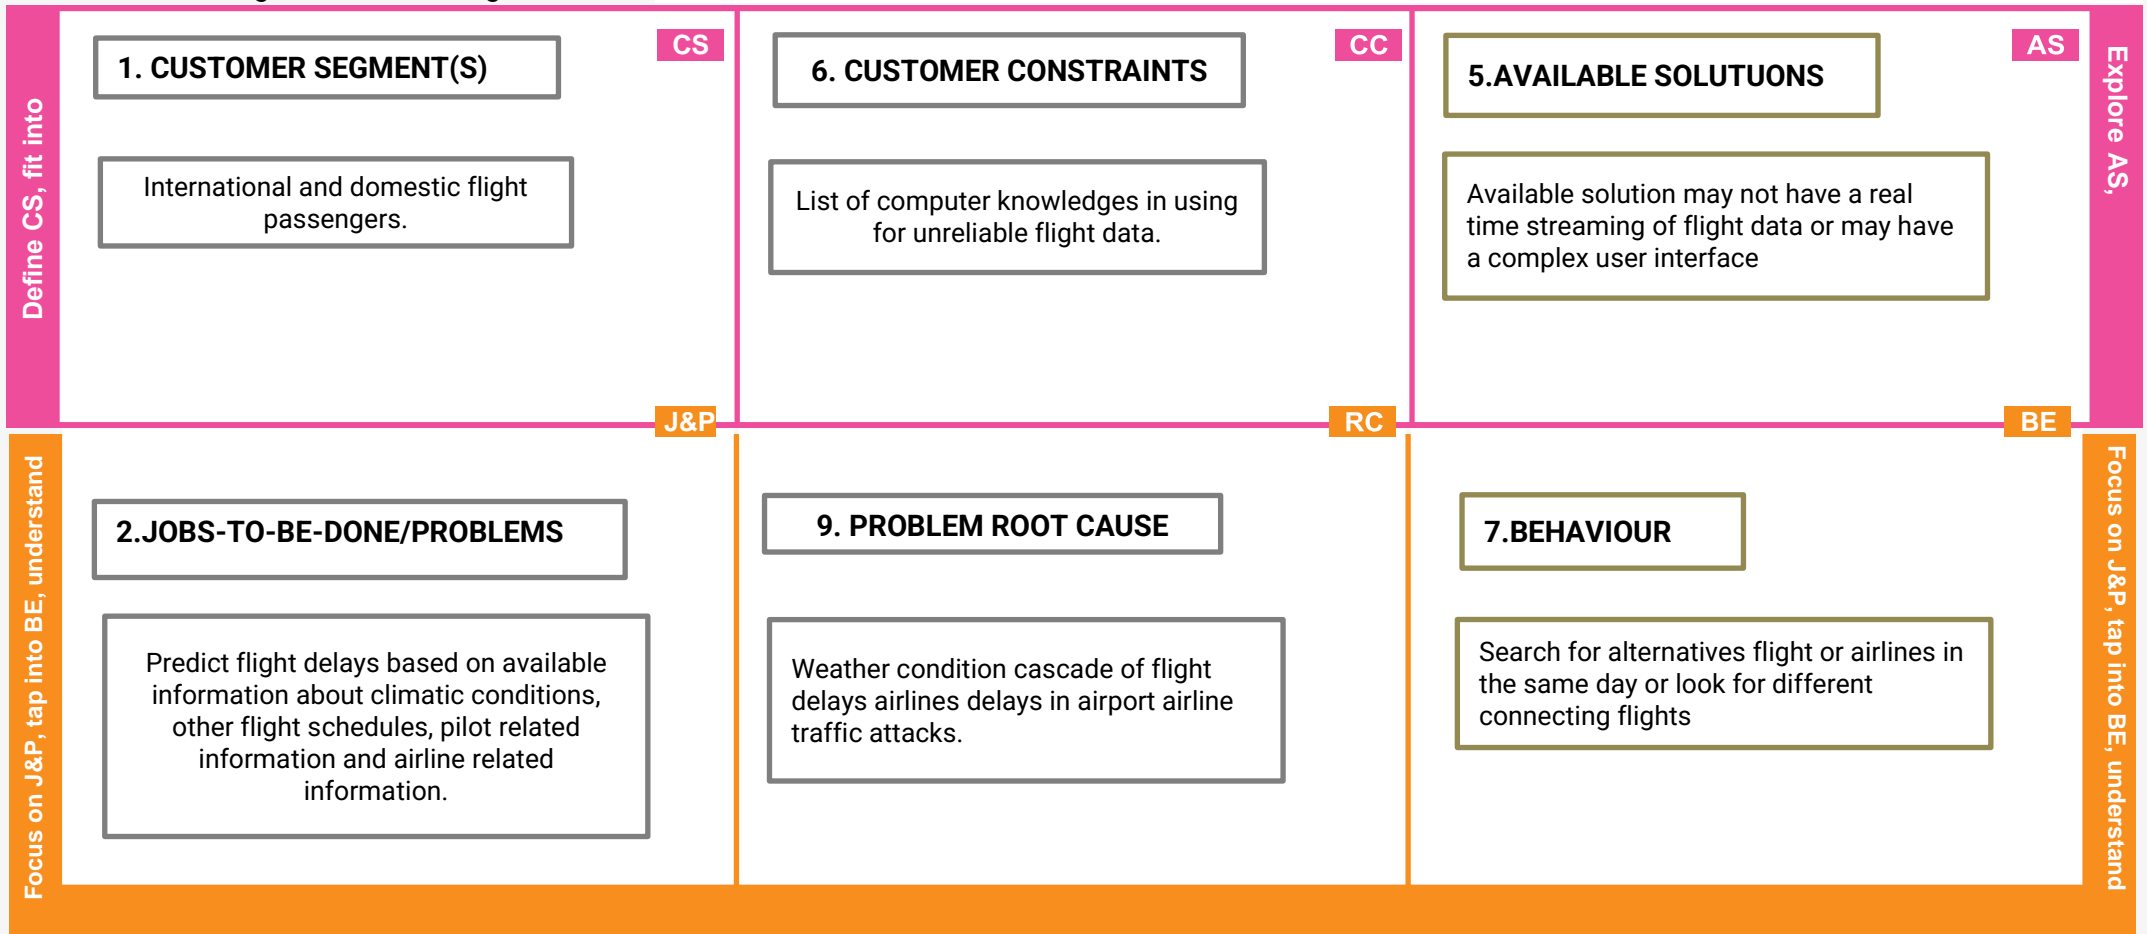 CS
1. CUSTOMER SEGMENT(S)
International and domestic flight
passengers.
CC
6. CUSTOMER CONSTRAINTS
List of computer knowledges in using
for unreliable flight data.
AS
5.AVAILABLE SOLUTUONS
Available solution may not have a real
time streaming of flight data or may have
a complex user interface
Define CS, fit into
Explore AS,
J&P
2.JOBS-TO-BE-DONE/PROBLEMS
Predict flight delays based on available
information about climatic conditions,
other flight schedules, pilot related
information and airline related
information.
RC
9. PROBLEM ROOT CAUSE
Weather condition cascade of flight
delays airlines delays in airport airline
traffic attacks.
BE
7.BEHAVIOUR
Search for alternatives flight or airlines in
the same day or look for different
connecting flights
Focus on J&P, tap into BE, understand
Focus on J&P, tap into BE, understand